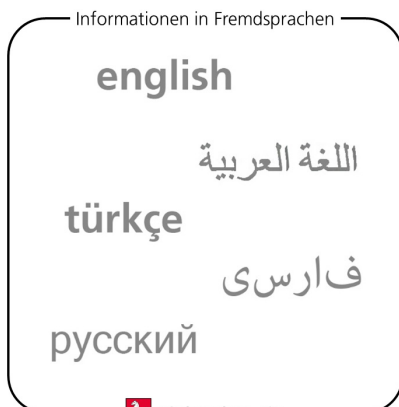 Informationen in Fremdsprachen
english
اللغة العربية
türkçe
فارسی
русский